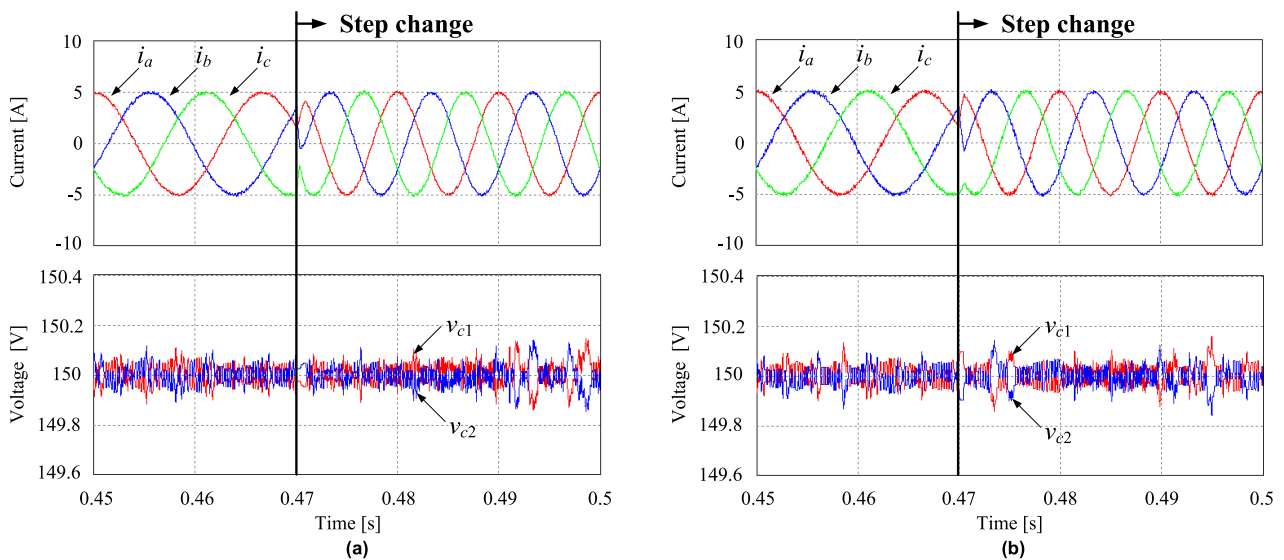 Step change
10
5
0
-5
-10
Current [A]
i_a
i_b
i_c
150.4
150.2
150
149.8
149.6
Voltage [V]
v_c1
v_c2
0.45
0.46
0.47
0.48
0.49
0.5
Time [s]
(a)
Step change
10
5
0
-5
-10
Current [A]
i_a
i_b
i_c
150.4
150.2
150
149.8
149.6
Voltage [V]
v_c1
v_c2
0.45
0.46
0.47
0.48
0.49
0.5
Time [s]
(b)